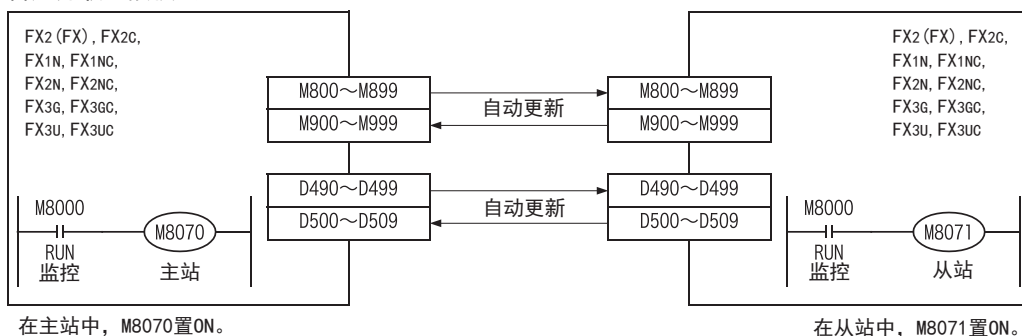 FX2(FX), FX2C,
FX1N, FX1NC,
FX2N, FX2NC,
FX3G, FX3GC,
FX3U, FX3UC
M800～M899
M900～M999
自动更新
M800～M899
M900～M999
FX2(FX), FX2C,
FX1N, FX1NC,
FX2N, FX2NC,
FX3G, FX3GC,
FX3U, FX3UC
D490～D499
D500～D509
自动更新
D490～D499
D500～D509
M8000
RUN
监控
M8070
主站
M8000
RUN
监控
M8071
从站
在主站中，M8070置ON。
在从站中，M8071置ON。